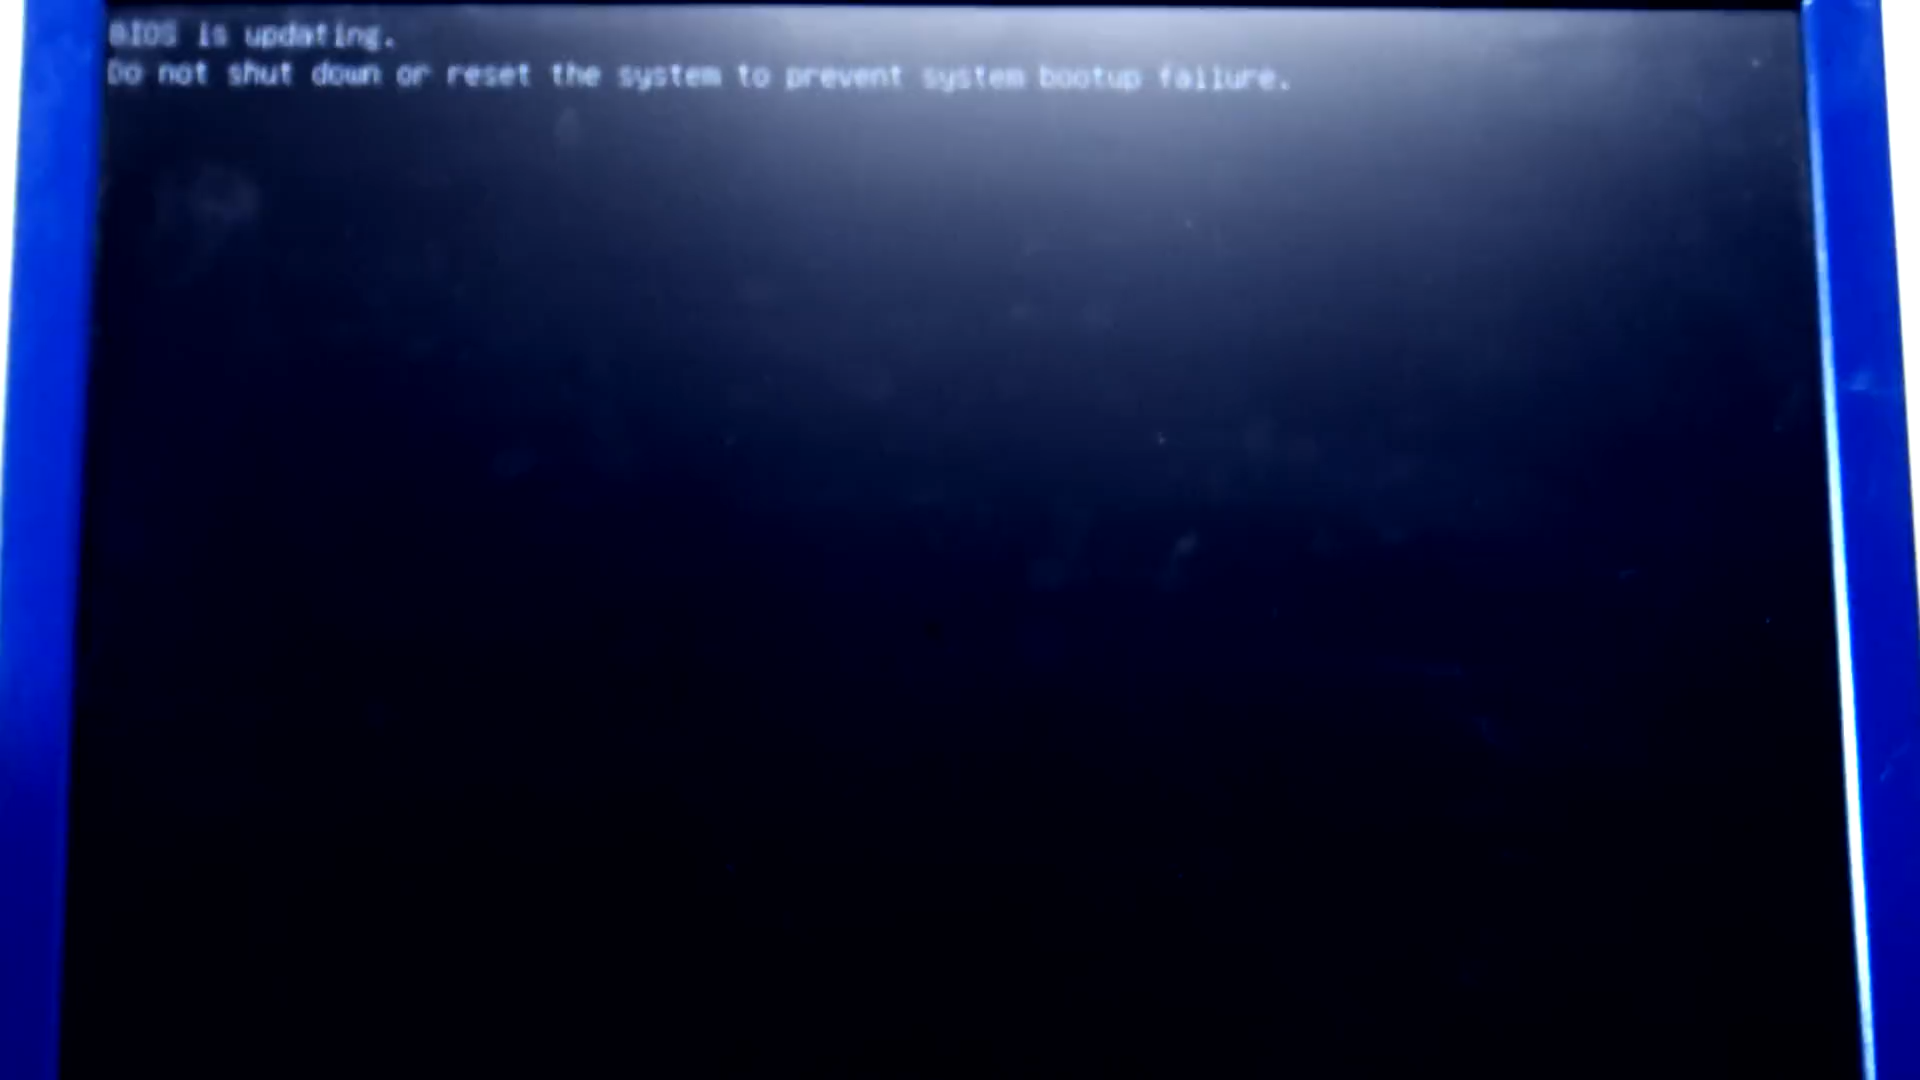 BIOS is updating.
Do not shut down or reset the system to prevent system bootup failure.